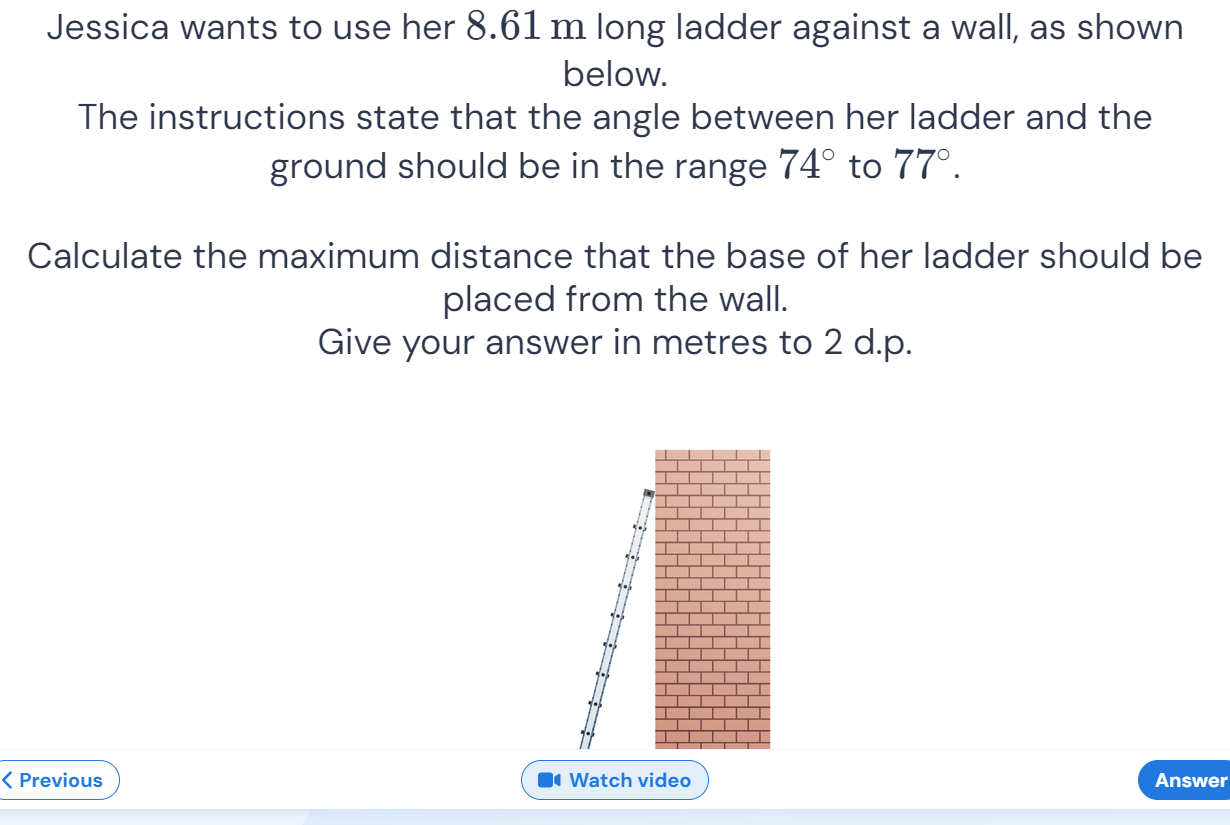 Jessica wants to use her 8.61 m long ladder against a wall, as shown
below.
The instructions state that the angle between her ladder and the
ground should be in the range 74° to 77°.
Calculate the maximum distance that the base of her ladder should be
placed from the wall.
Give your answer in metres to 2 d.p.
Previous
Watch video
Answer